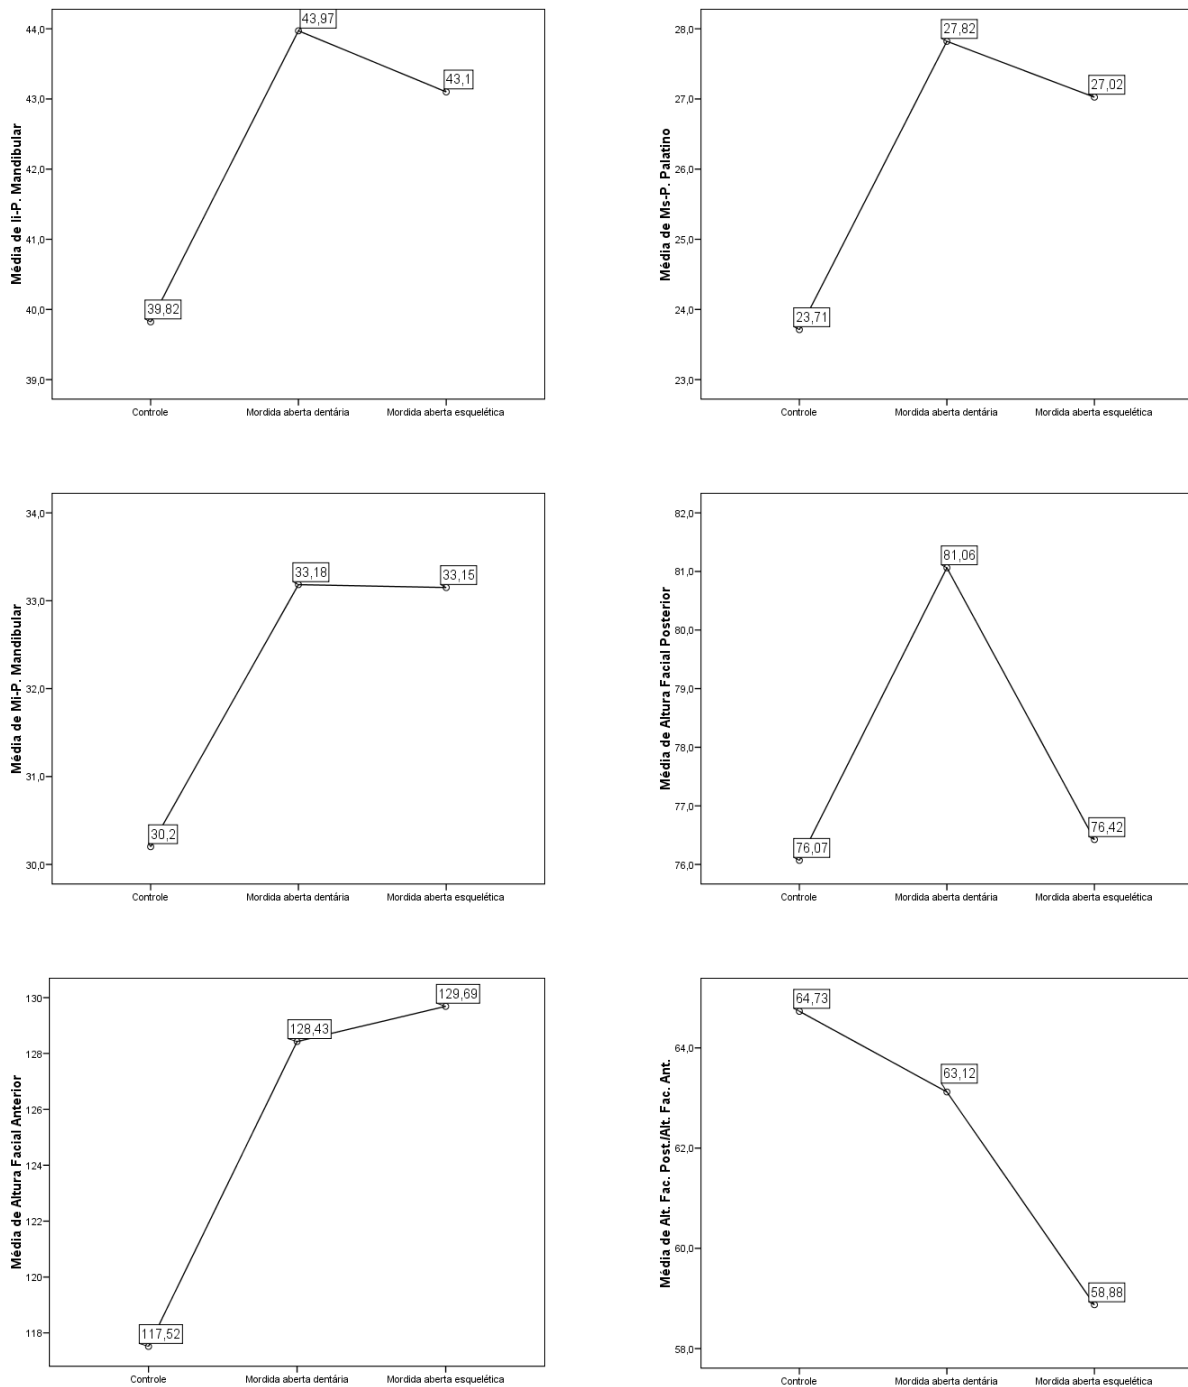 Média de Ii-P. Mandibular
44,0
43,0
42,0
41,0
40,0
39,0
43,97
43,1
39,82
Controle
Mordida aberta dentária
Mordida aberta esquelética
Média de Ms-P. Palatino
28,0
27,0
26,0
25,0
24,0
23,0
27,82
27,02
23,71
Controle
Mordida aberta dentária
Mordida aberta esquelética
Média de Mi-P. Mandibular
34,0
33,0
32,0
31,0
30,0
33,18
33,15
30,2
Controle
Mordida aberta dentária
Mordida aberta esquelética
Média de Altura Facial Posterior
82,0
81,0
80,0
79,0
78,0
77,0
76,0
81,06
76,42
76,07
Controle
Mordida aberta dentária
Mordida aberta esquelética
Média de Altura Facial Anterior
130
128
126
124
122
120
118
129,69
128,43
117,52
Controle
Mordida aberta dentária
Mordida aberta esquelética
Média de Alt. Fac. Post./Alt. Fac. Ant.
64,0
62,0
60,0
58,0
64,73
63,12
58,88
Controle
Mordida aberta dentária
Mordida aberta esquelética